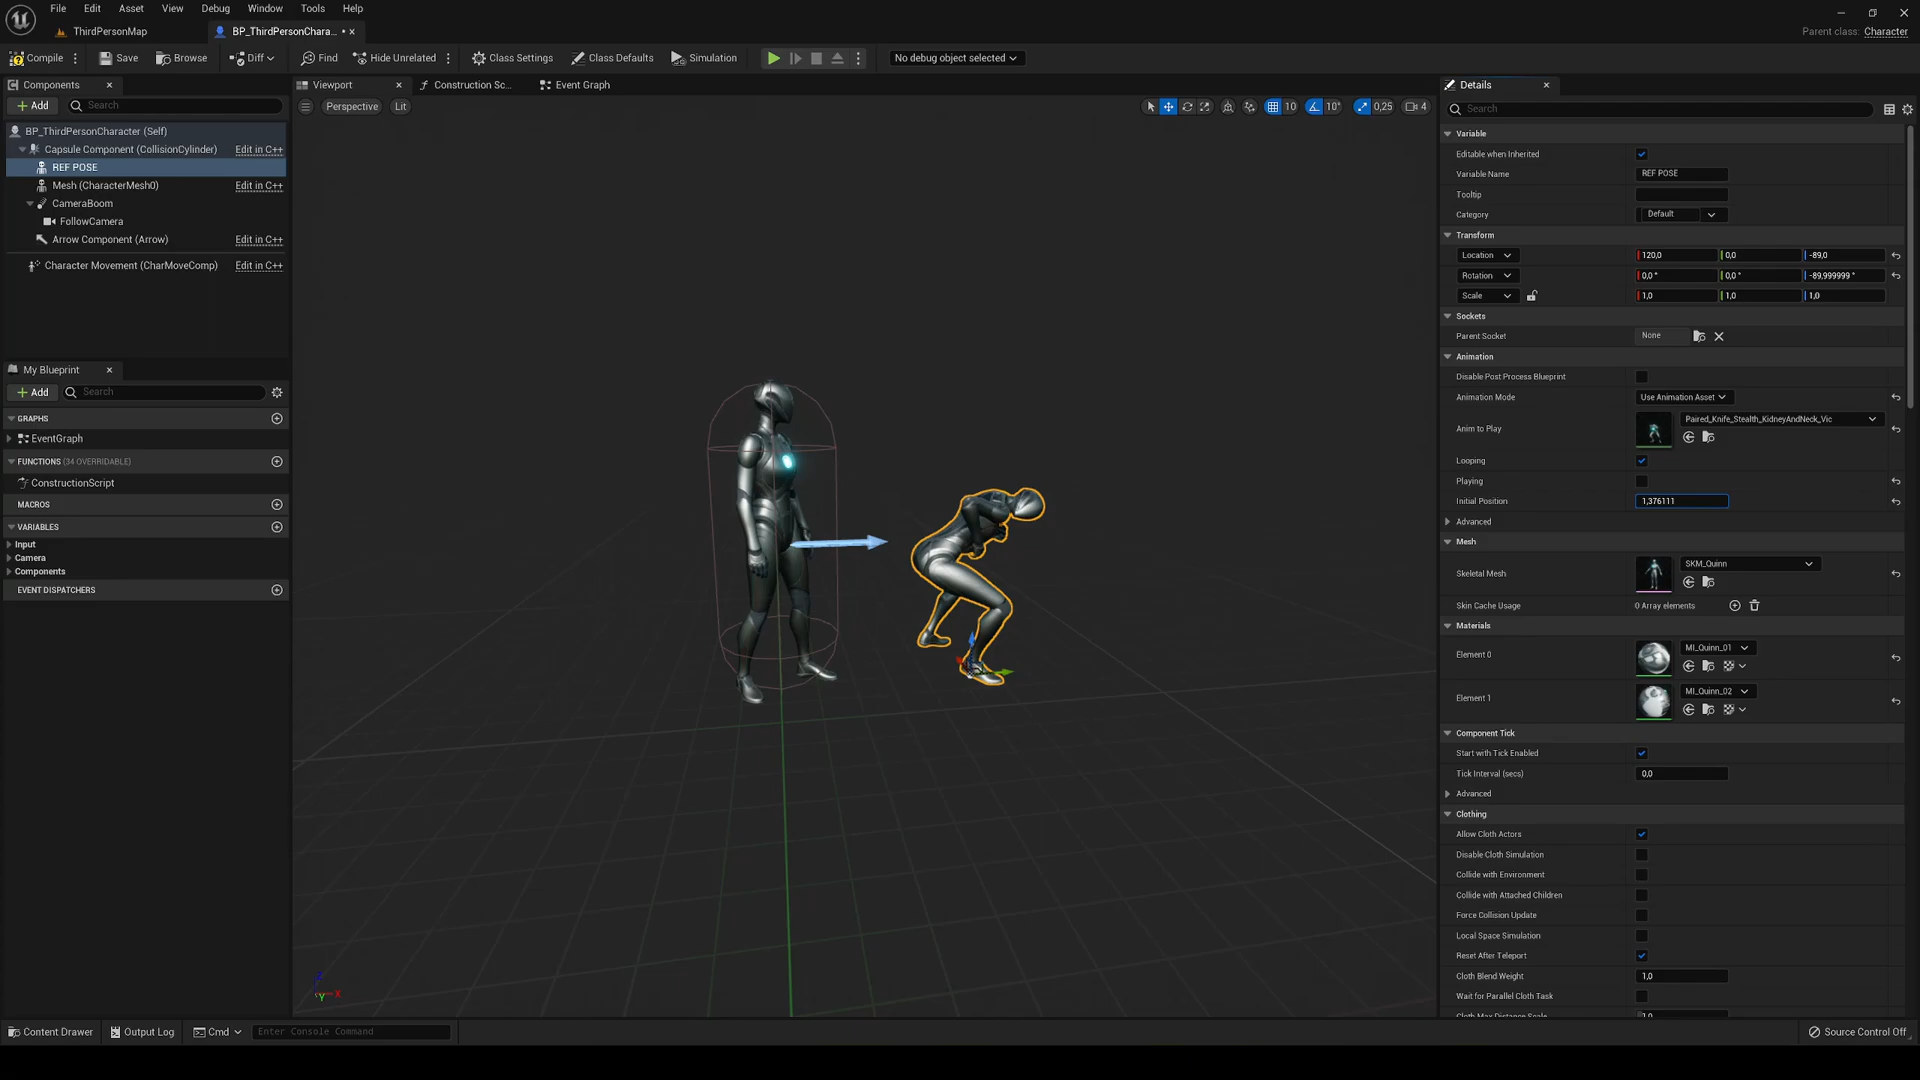 File Edit Asset View Debug Window Tools Help
ThirdPersonMap
BP_ThirdPersonChara...
Parent class: Character
Compile Save Browse Diff Find Hide Unrelated Class Settings Class Defaults Simulation No debug object selected
Components
Add Search
BP_ThirdPersonCharacter (Self)
Capsule Component (CollisionCylinder) Edit in C++
REF POSE
Mesh (CharacterMesh0) Edit in C++
CameraBoom
FollowCamera
Arrow Component (Arrow) Edit in C++
Character Movement (CharMoveComp) Edit in C++
My Blueprint
Add Search
GRAPHS
EventGraph
FUNCTIONS (34 OVERRIDABLE)
ConstructionScript
MACROS
VARIABLES
Input
Camera
Components
EVENT DISPATCHERS
Viewport Construction Sc... Event Graph
Perspective Lit
10 10° 0,25 4
Z
X
Y
Details
Search
Variable
Editable when Inherited
Variable Name REF POSE
Tooltip
Category Default
Transform
Location 120,0 0,0 -89,0
Rotation 0,0 ° 0,0 ° -89,999999 °
Scale 1,0 1,0 1,0
Sockets
Parent Socket None
Animation
Disable Post Process Blueprint
Animation Mode Use Animation Asset
Anim to Play Paired_Knife_Stealth_KidneyAndNeck_Vic
Looping
Playing
Initial Position 1,376111
Advanced
Mesh
Skeletal Mesh SKM_Quinn
Skin Cache Usage 0 Array elements
Materials
Element 0 MI_Quinn_01
Element 1 MI_Quinn_02
Component Tick
Start with Tick Enabled
Tick Interval (secs) 0,0
Advanced
Clothing
Allow Cloth Actors
Disable Cloth Simulation
Collide with Environment
Collide with Attached Children
Force Collision Update
Local Space Simulation
Reset After Teleport
Cloth Blend Weight 1,0
Wait for Parallel Cloth Task
Cloth Max Distance Scale 1,0
Content Drawer Output Log Cmd Enter Console Command
Source Control Off